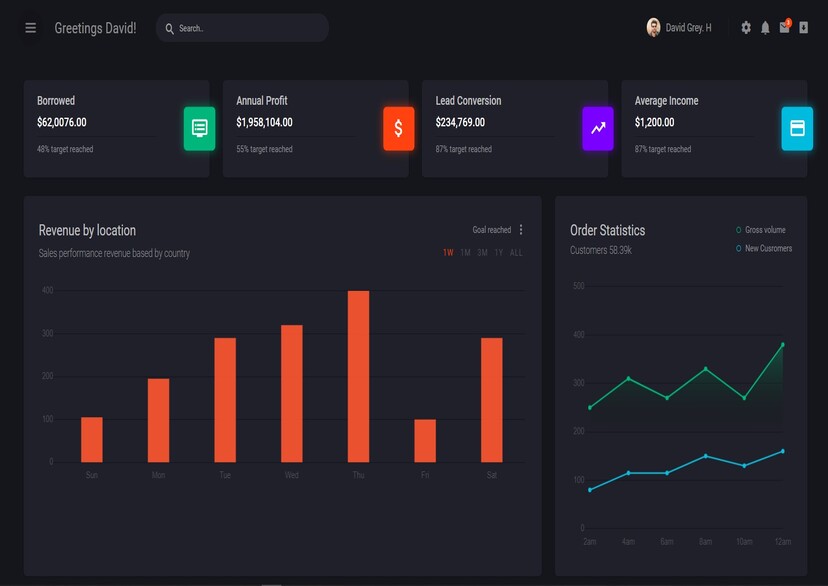 Greetings David!
Search..
David Grey. H
Borrowed
$62,0076.00
48% target reached
Annual Profit
$1,958,104.00
55% target reached
Lead Conversion
$234,769.00
87% target reached
Average Income
$1,200.00
87% target reached
Revenue by location
Goal reached
Sales performance revenue based by country
1W 1M 3M 1Y ALL
400
300
200
100
0
Sun Mon Tue Wed Thu Fri Sat
Order Statistics
Customers 58.39k
Gross volume
New Cusromers
500
400
300
200
100
0
2am 4am 6am 8am 10am 12am